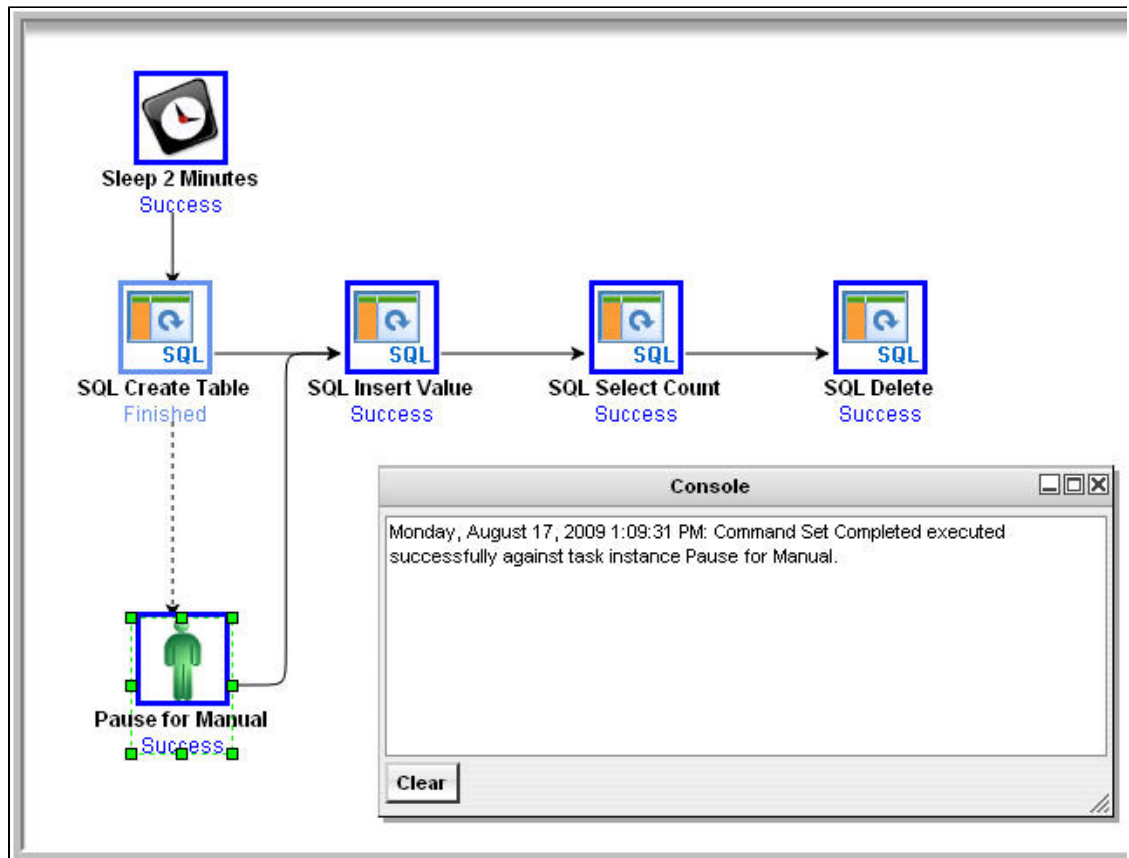 Sleep 2 Minutes
Success
SQL
SQL Create Table
Finished
SQL
SQL Insert Value
Success
SQL
SQL Select Count
Success
SQL
SQL Delete
Success
Pause for Manual
Success
Console
Monday, August 17, 2009 1:09:31 PM: Command Set Completed executed
successfully against task instance Pause for Manual.
Clear